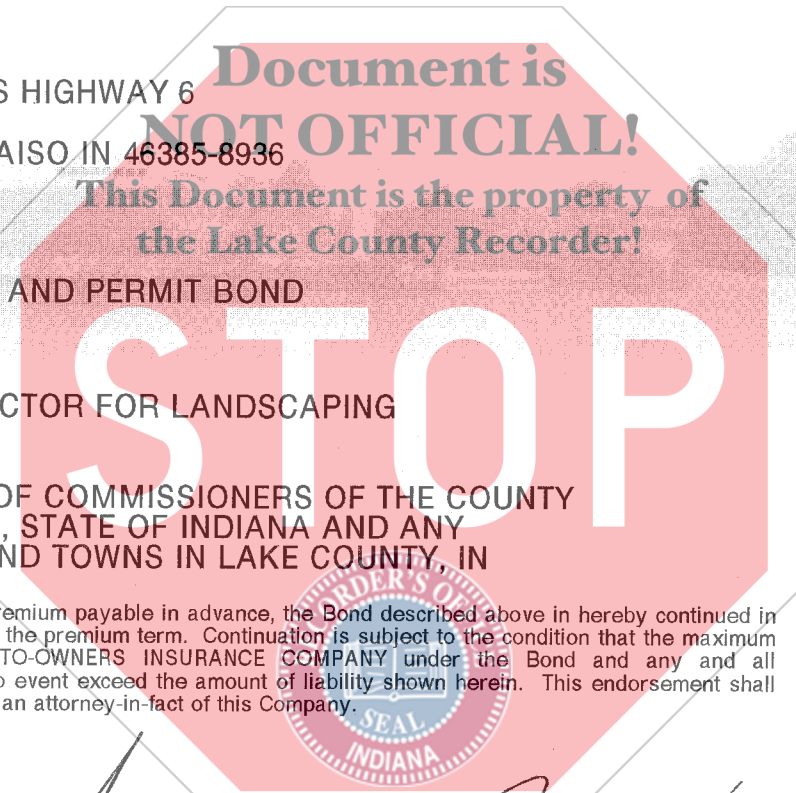 Document is
S HIGHWAY 6
NOT OFFICIAL!
AISO IN 46385-8936
This Document is the property of
the Lake County Recorder!
AND PERMIT BOND
STOP
CTOR FOR LANDSCAPING
OF COMMISSIONERS OF THE COUNTY
, STATE OF INDIANA AND ANY
ND TOWNS IN LAKE COUNTY, IN
emium payable in advance, the Bond described above in hereby continued in
the premium term. Continuation is subject to the condition that the maximum
TO-OWNERS INSURANCE COMPANY under the Bond and any and all
o event exceed the amount of liability shown herein. This endorsement shall
an attorney-in-fact of this Company.
SEAL
INDIANA